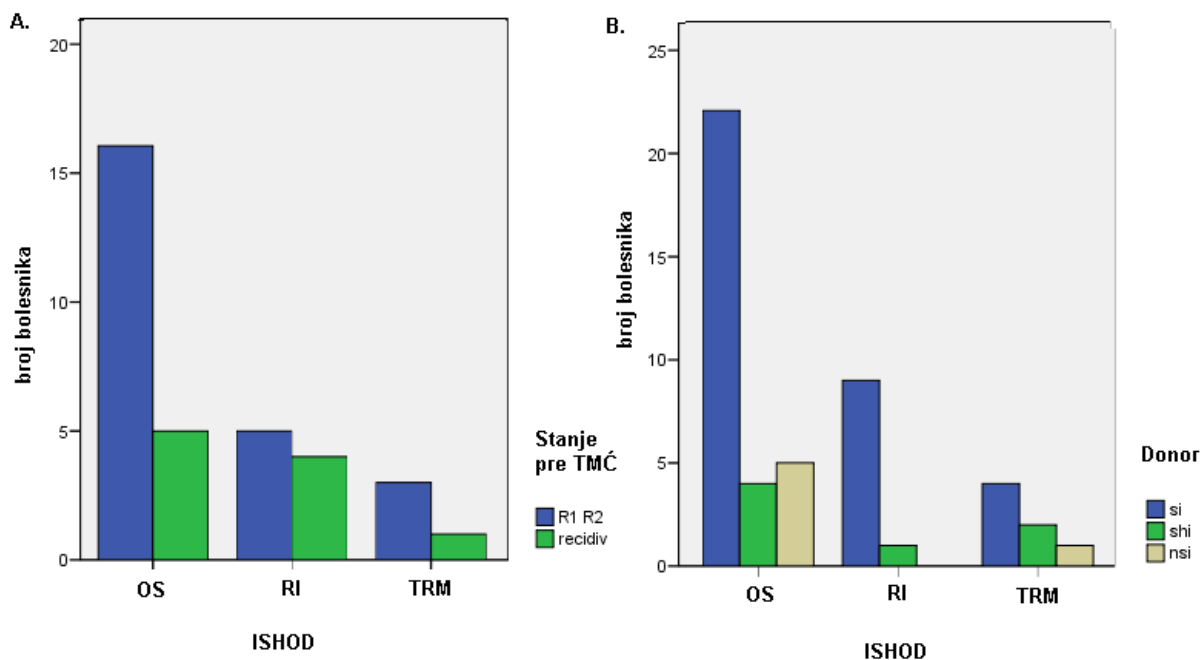 A.
20
15
10
5
0
broj bolesnika
OS RI TRM
ISHOD
Stanje
pre TMĆ
R1 R2
recidiv
B.
25
20
15
10
5
0
broj bolesnika
OS RI TRM
ISHOD
Donor
si
shi
nsi